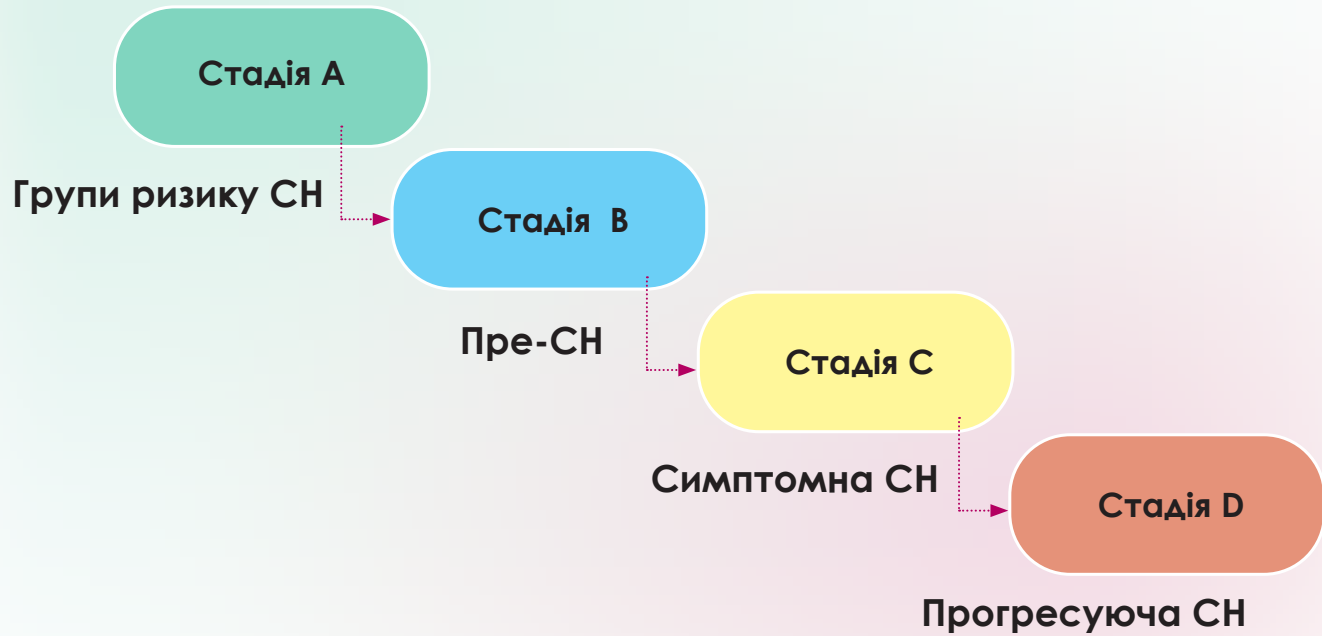 Стадія A
Групи ризику СН
Стадія B
Пре-СН
Стадія C
Симптомна СН
Стадія D
Прогресуюча СН